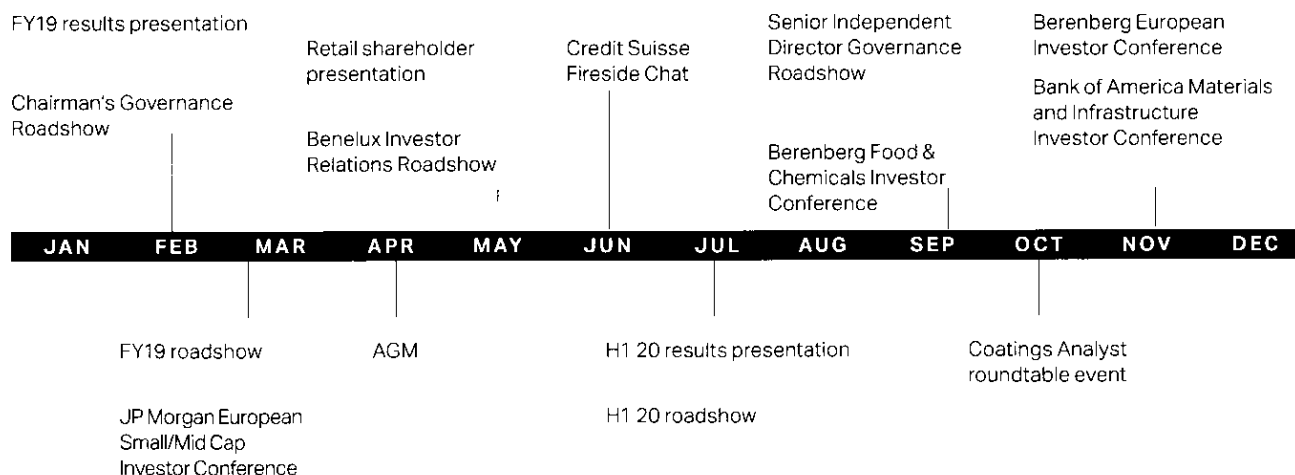 FY19 results presentation
Chairman's Governance
Roadshow
Retail shareholder
presentation
Benelux Investor
Relations Roadshow
Credit Suisse
Fireside Chat
Senior Independent
Director Governance
Roadshow
Berenberg Food &
Chemicals Investor
Conference
Berenberg European
Investor Conference
Bank of America Materials
and Infrastructure
Investor Conference
JAN FEB MAR APR MAY JUN JUL AUG SEP OCT NOV DEC
FY19 roadshow
JP Morgan European
Small/Mid Cap
Investor Conference
AGM
H1 20 results presentation
H1 20 roadshow
Coatings Analyst
roundtable event